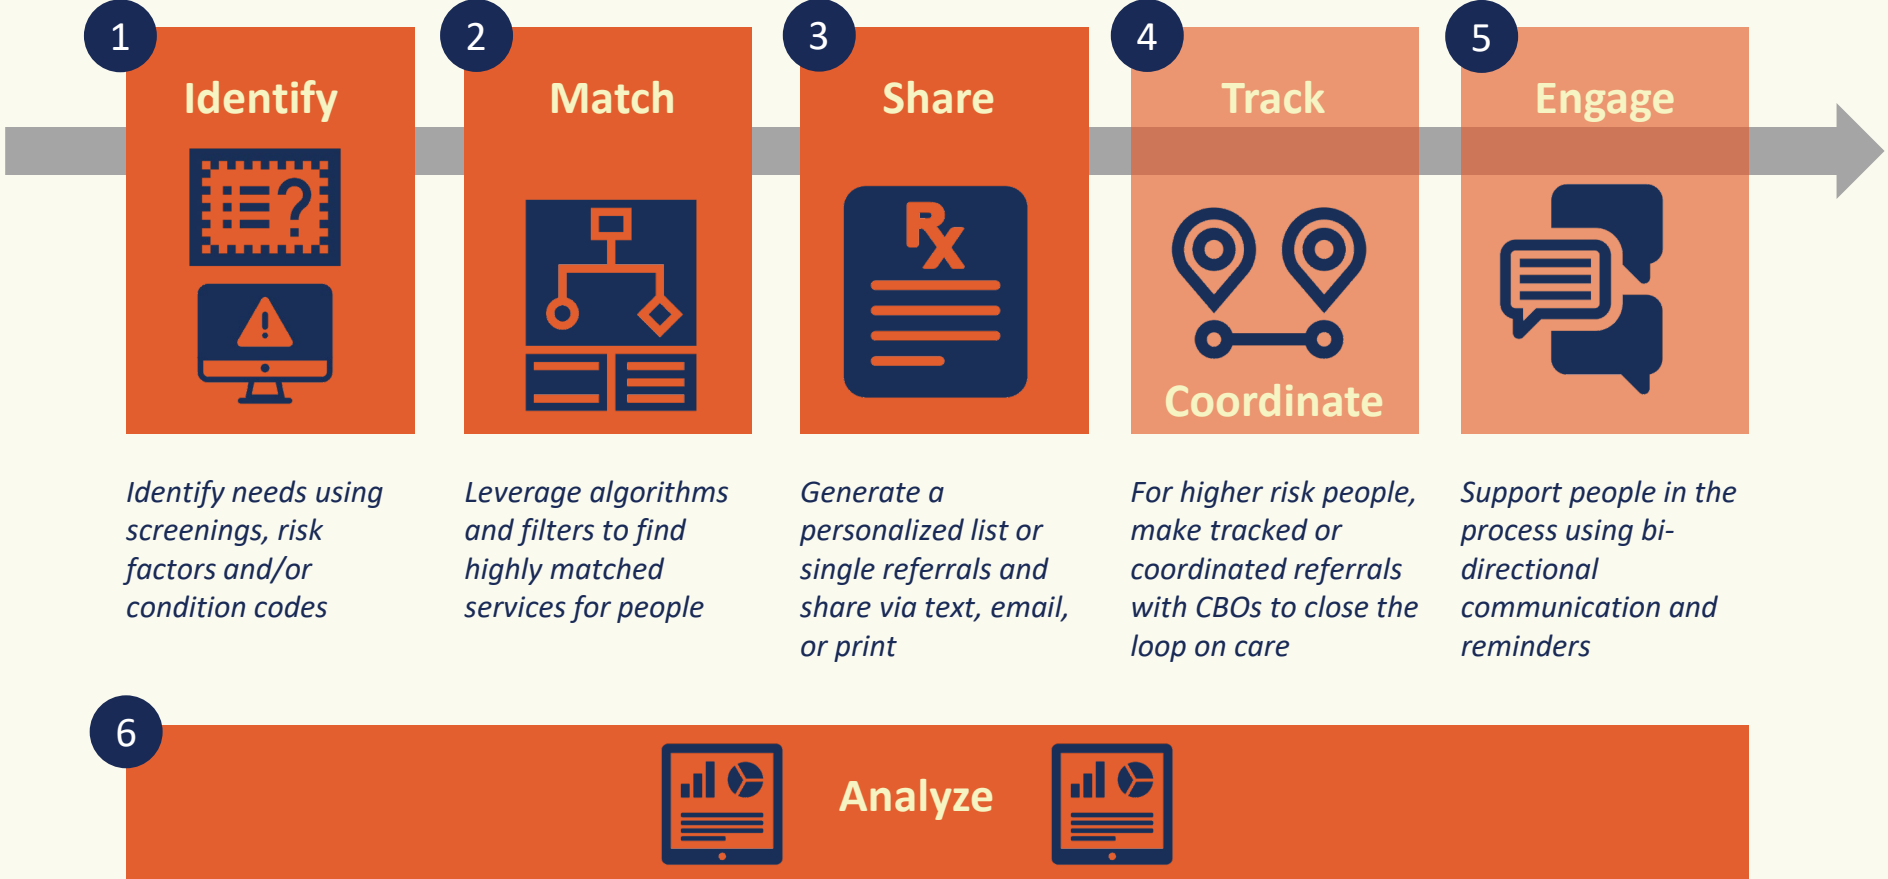 1
Identify
?
!
Identify needs using
screenings, risk
factors and/or
condition codes
2
Match
Leverage algorithms
and filters to find
highly matched
services for people
3
Share
Rx
Generate a
personalized list or
single referrals and
share via text, email,
or print
4
Track
Coordinate
For higher risk people,
make tracked or
coordinated referrals
with CBOs to close the
loop on care
5
Engage
Support people in the
process using bi-
directional
communication and
reminders
6
Analyze